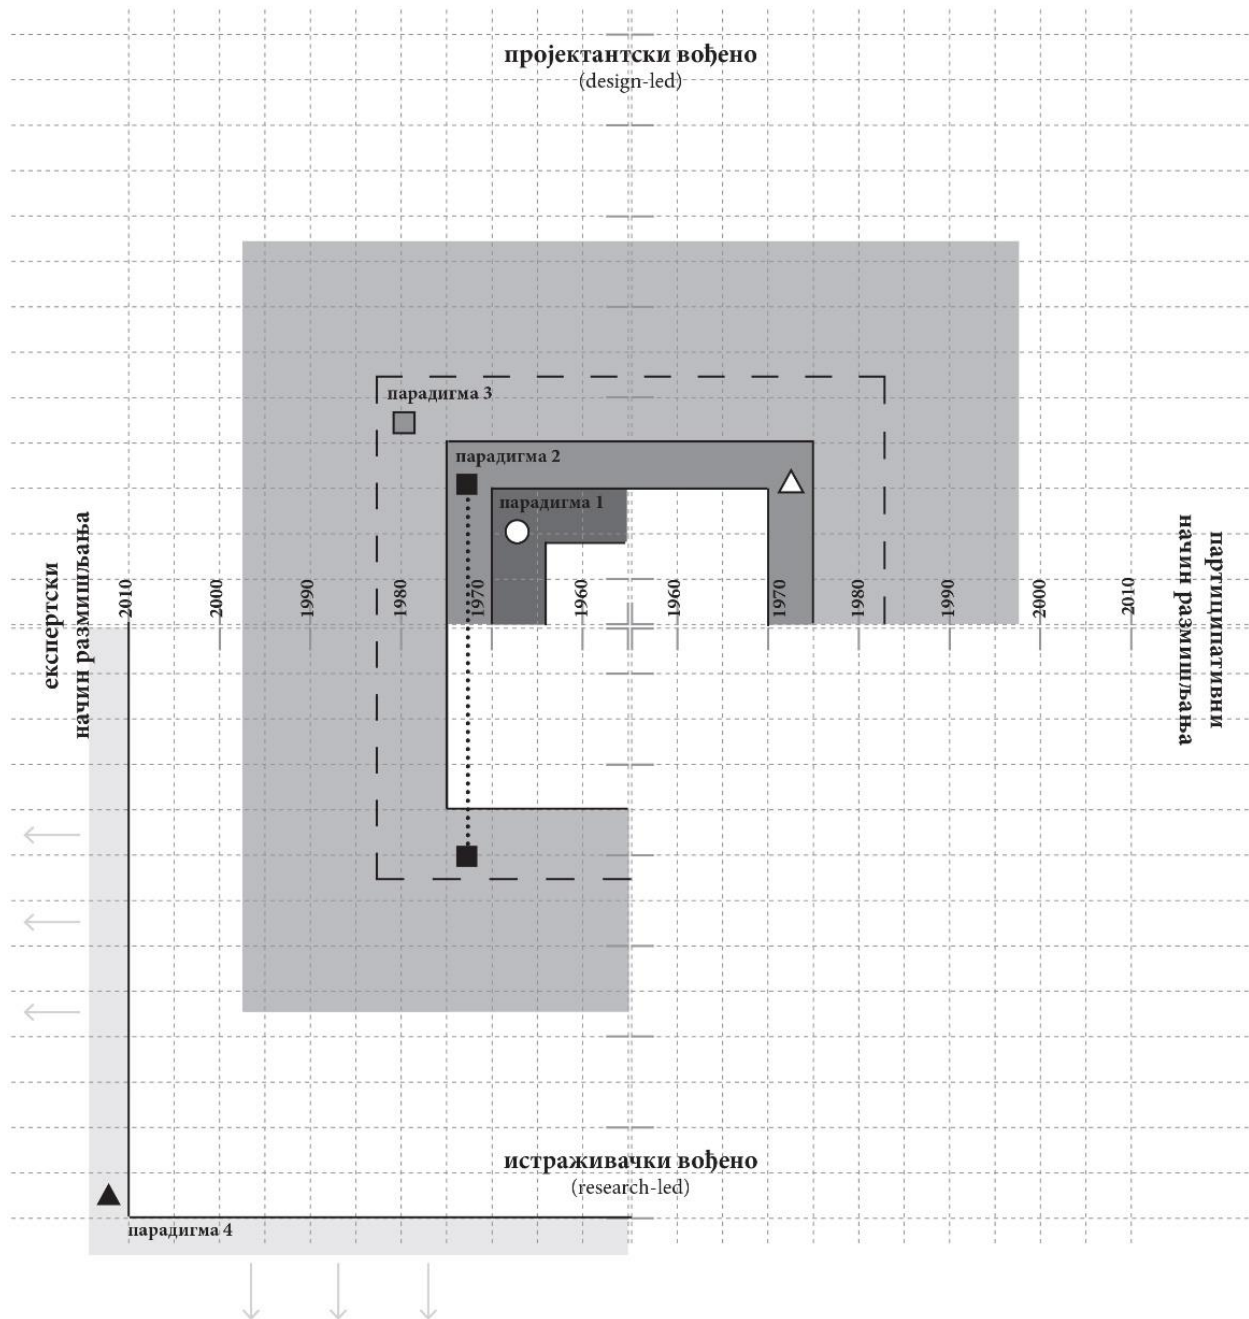 пројектантски вођено
(design-led)
парадигма 3
парадигма 2
парадигма 1
експертски
начин размишљања
2010
2000
1990
1980
1970
1960
1960
1970
1980
1990
2000
2010
партиципативни
начин размишљања
истраживачки вођено
(research-led)
парадигма 4